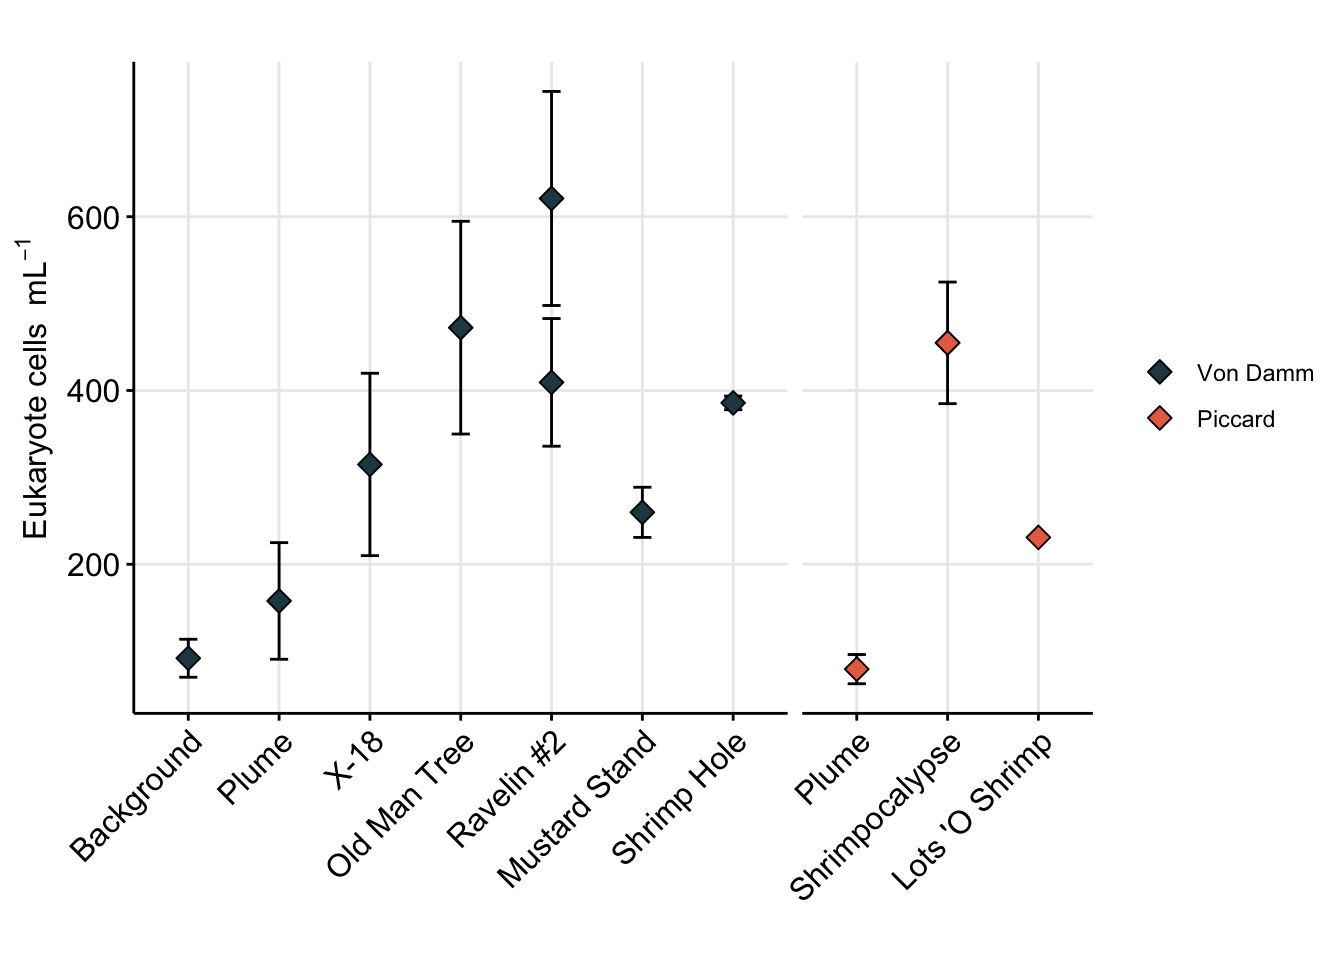 Eukaryote cells mL⁻¹
600
400
200
Background
Plume
X-18
Old Man Tree
Ravelin #2
Mustard Stand
Shrimp Hole
Plume
Shrimpocalypse
Lots 'O Shrimp
Von Damm
Piccard